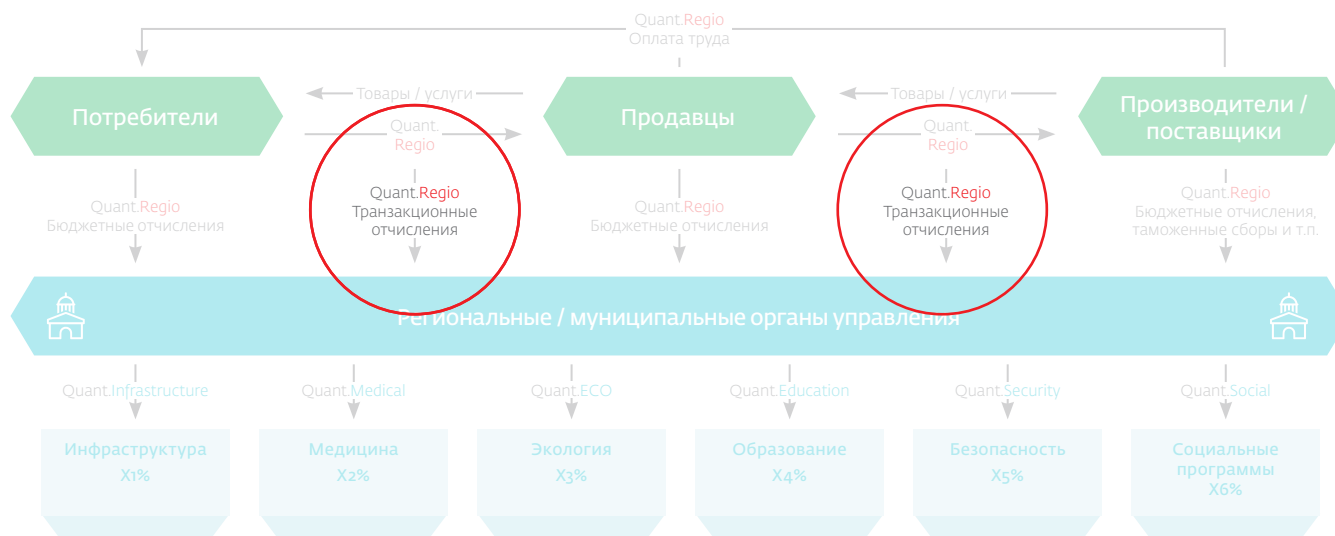 Quant.Regio
Оплата труда
Потребители
Товары / услуги
Quant.
Regio
Продавцы
Товары / услуги
Quant.
Regio
Производители /
поставщики
Quant.Regio
Бюджетные отчисления
Quant.Regio
Транзакционные
отчисления
Quant.Regio
Бюджетные отчисления
Quant.Regio
Транзакционные
отчисления
Quant.Regio
Бюджетные отчисления,
таможенные сборы и т.п.
Региональные / муниципальные органы управления
Quant.Infrastructure
Quant.Medical
Quant.ECO
Quant.Education
Quant.Security
Quant.Social
Инфраструктура
X1%
Медицина
X2%
Экология
X3%
Образование
X4%
Безопасность
X5%
Социальные
программы
X6%